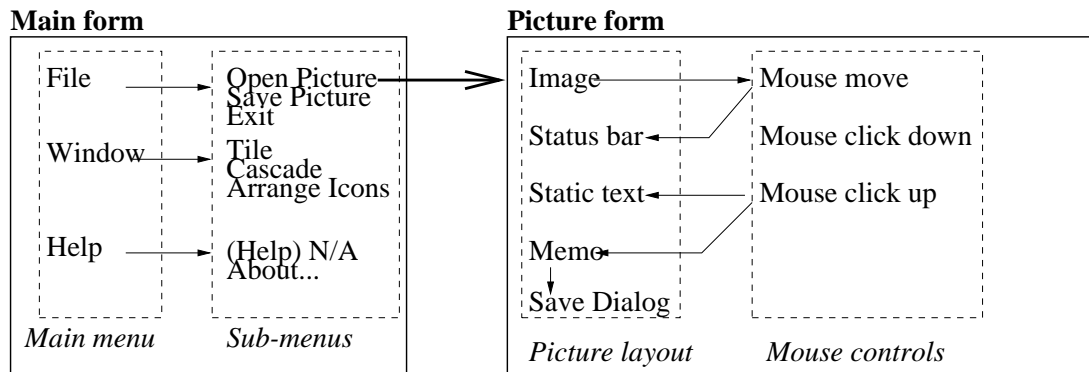 Main form
File
Window
Help
Open Picture
Save Picture
Exit
Tile
Cascade
Arrange Icons
(Help) N/A
About...
Main menu
Sub-menus
Picture form
Image
Status bar
Static text
Memo
Save Dialog
Mouse move
Mouse click down
Mouse click up
Picture layout
Mouse controls